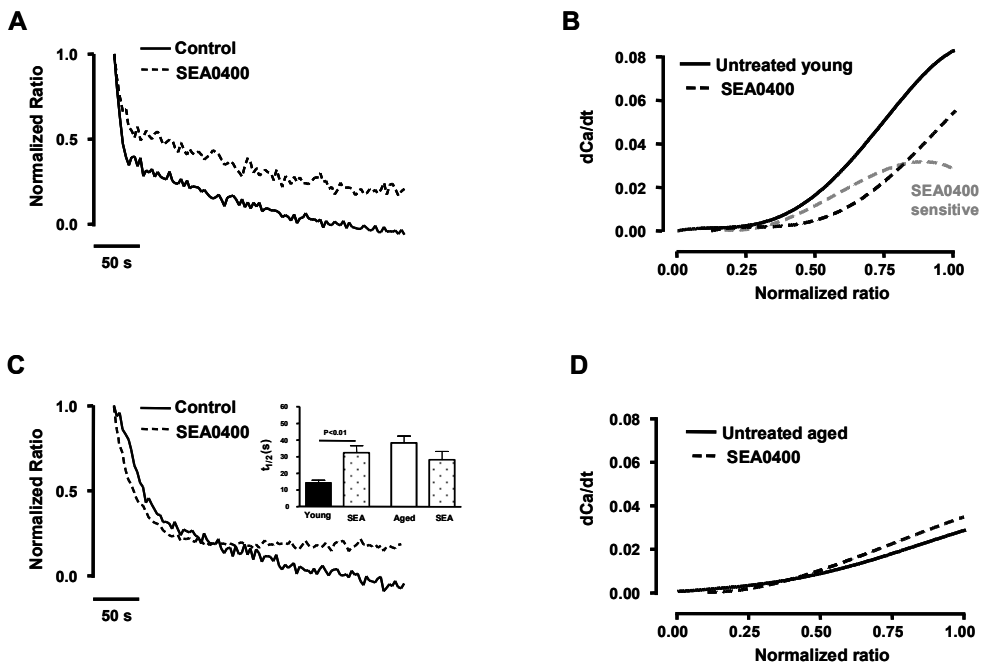 A
Control
SEA0400
1.0
0.5
0.0
Normalized Ratio
50 s
B
Untreated young
SEA0400
0.08
0.06
0.04
0.02
0.00
dCa/dt
SEA0400
sensitive
0.00 0.25 0.50 0.75 1.00
Normalized ratio
C
Control
SEA0400
1.0
0.5
0.0
Normalized Ratio
50 s
60
50
40
30
20
10
0
t1/2(s)
P<0.01
Young SEA Aged SEA
D
Untreated aged
SEA0400
0.08
0.06
0.04
0.02
0.00
dCa/dt
0.00 0.25 0.50 0.75 1.00
Normalized ratio